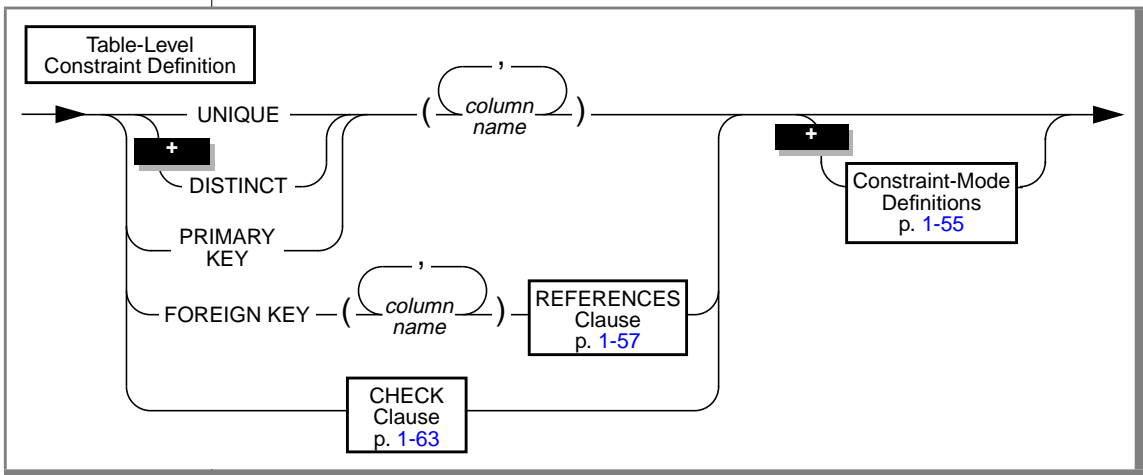 Table-Level
Constraint Definition
UNIQUE
( column name , )
+
DISTINCT
PRIMARY
KEY
FOREIGN KEY ( column name , )
REFERENCES
Clause
p. 1-57
CHECK
Clause
p. 1-63
+
Constraint-Mode
Definitions
p. 1-55